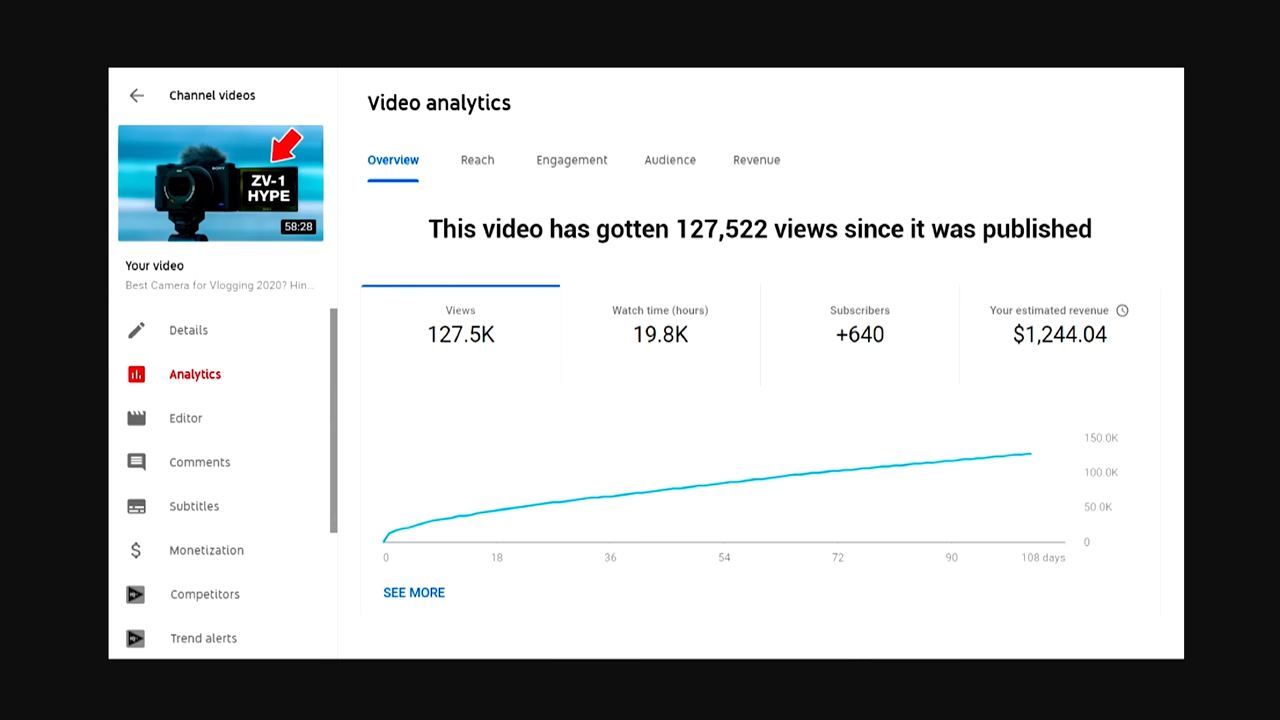 Channel videos
SONY
ZV-1
HYPE
58:28
Your video
Best Camera for Vlogging 2020? Hin...
Details
Analytics
Editor
Comments
Subtitles
Monetization
Competitors
Trend alerts
Video analytics
Overview Reach Engagement Audience Revenue
This video has gotten 127,522 views since it was published
Views Watch time (hours) Subscribers Your estimated revenue
127.5K 19.8K +640 $1,244.04
150.0K
100.0K
50.0K
0
0 18 36 54 72 90 108 days
SEE MORE